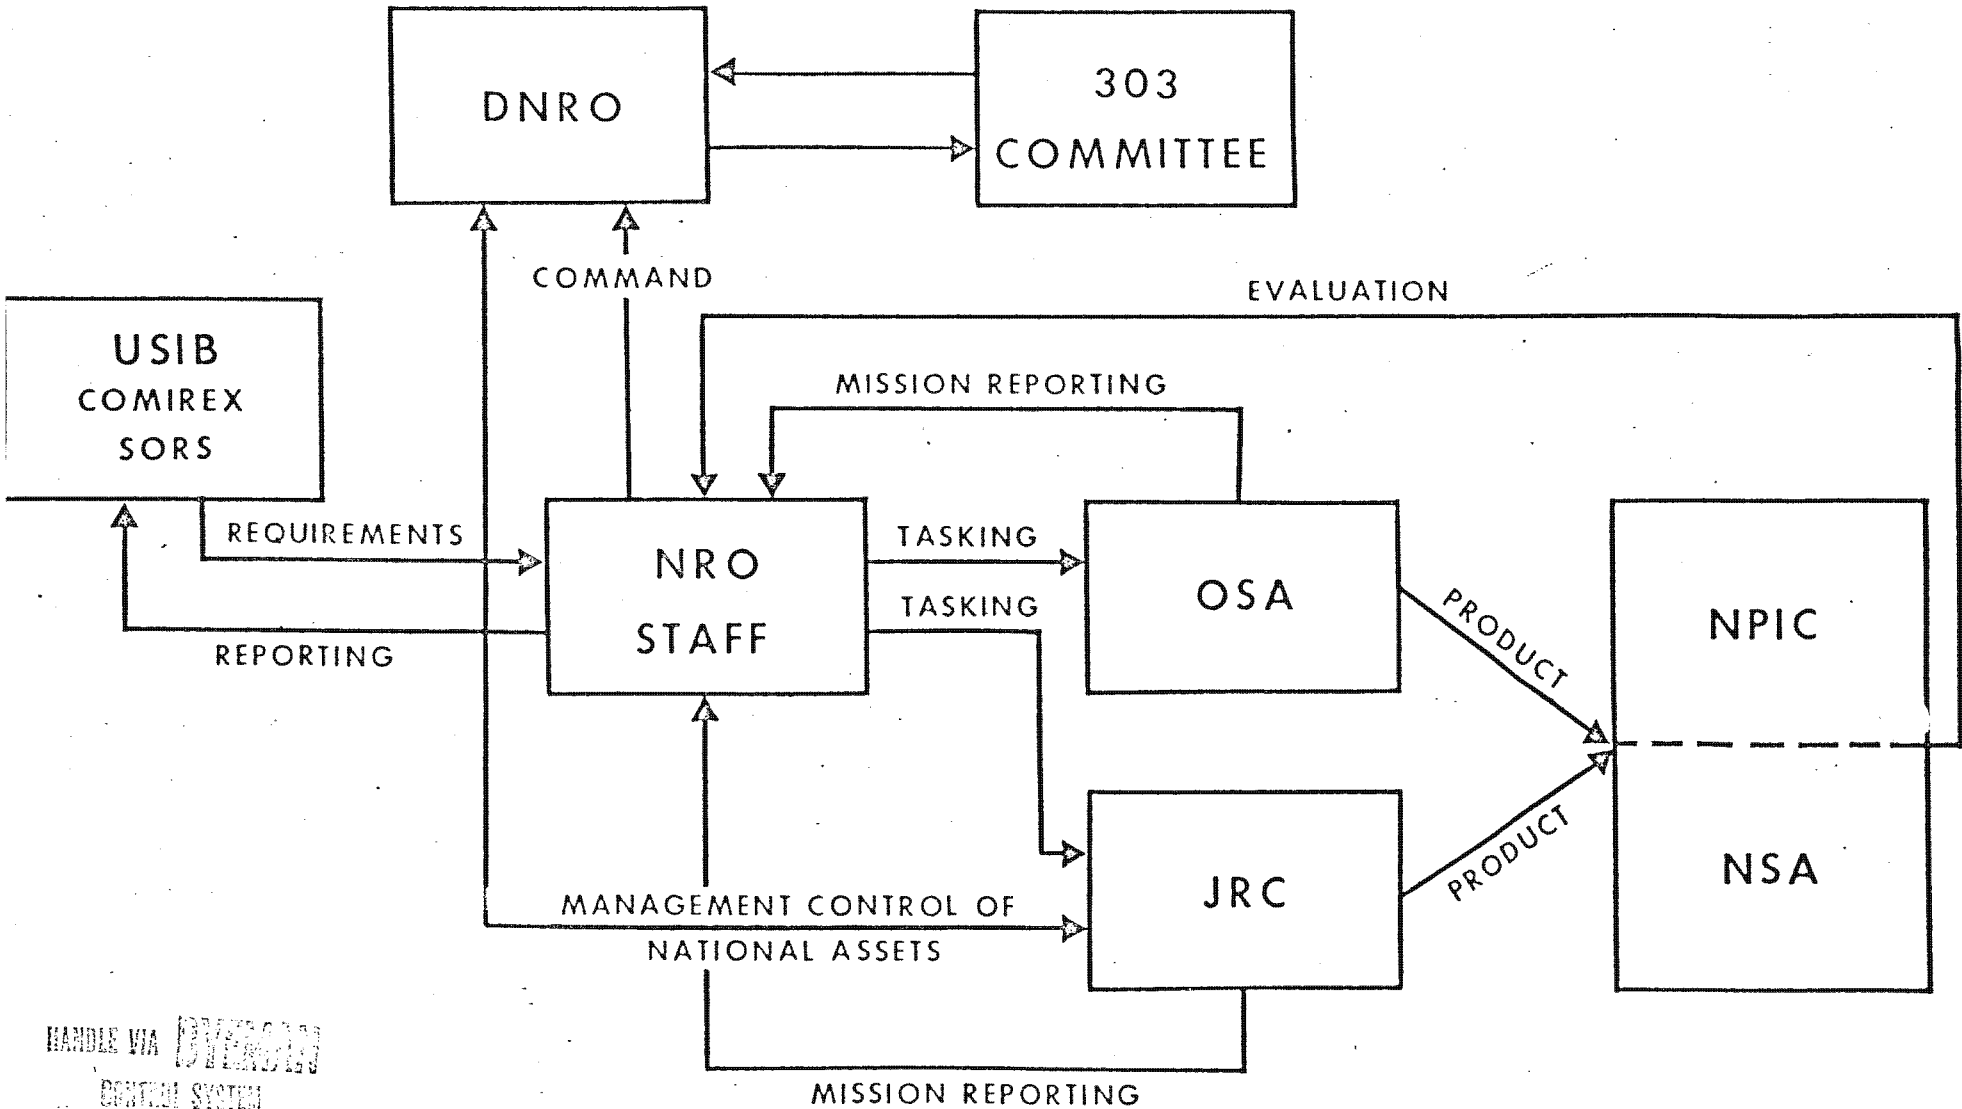 DNRO
303
COMMITTEE
COMMAND
EVALUATION
USIB
COMIREX
SORS
MISSION REPORTING
REQUIREMENTS
REPORTING
NRO
STAFF
TASKING
TASKING
OSA
PRODUCT
NPIC
JRC
PRODUCT
NSA
MANAGEMENT CONTROL OF
NATIONAL ASSETS
MISSION REPORTING
HANDLE VIA BYEMAN
CONTROL SYSTEM